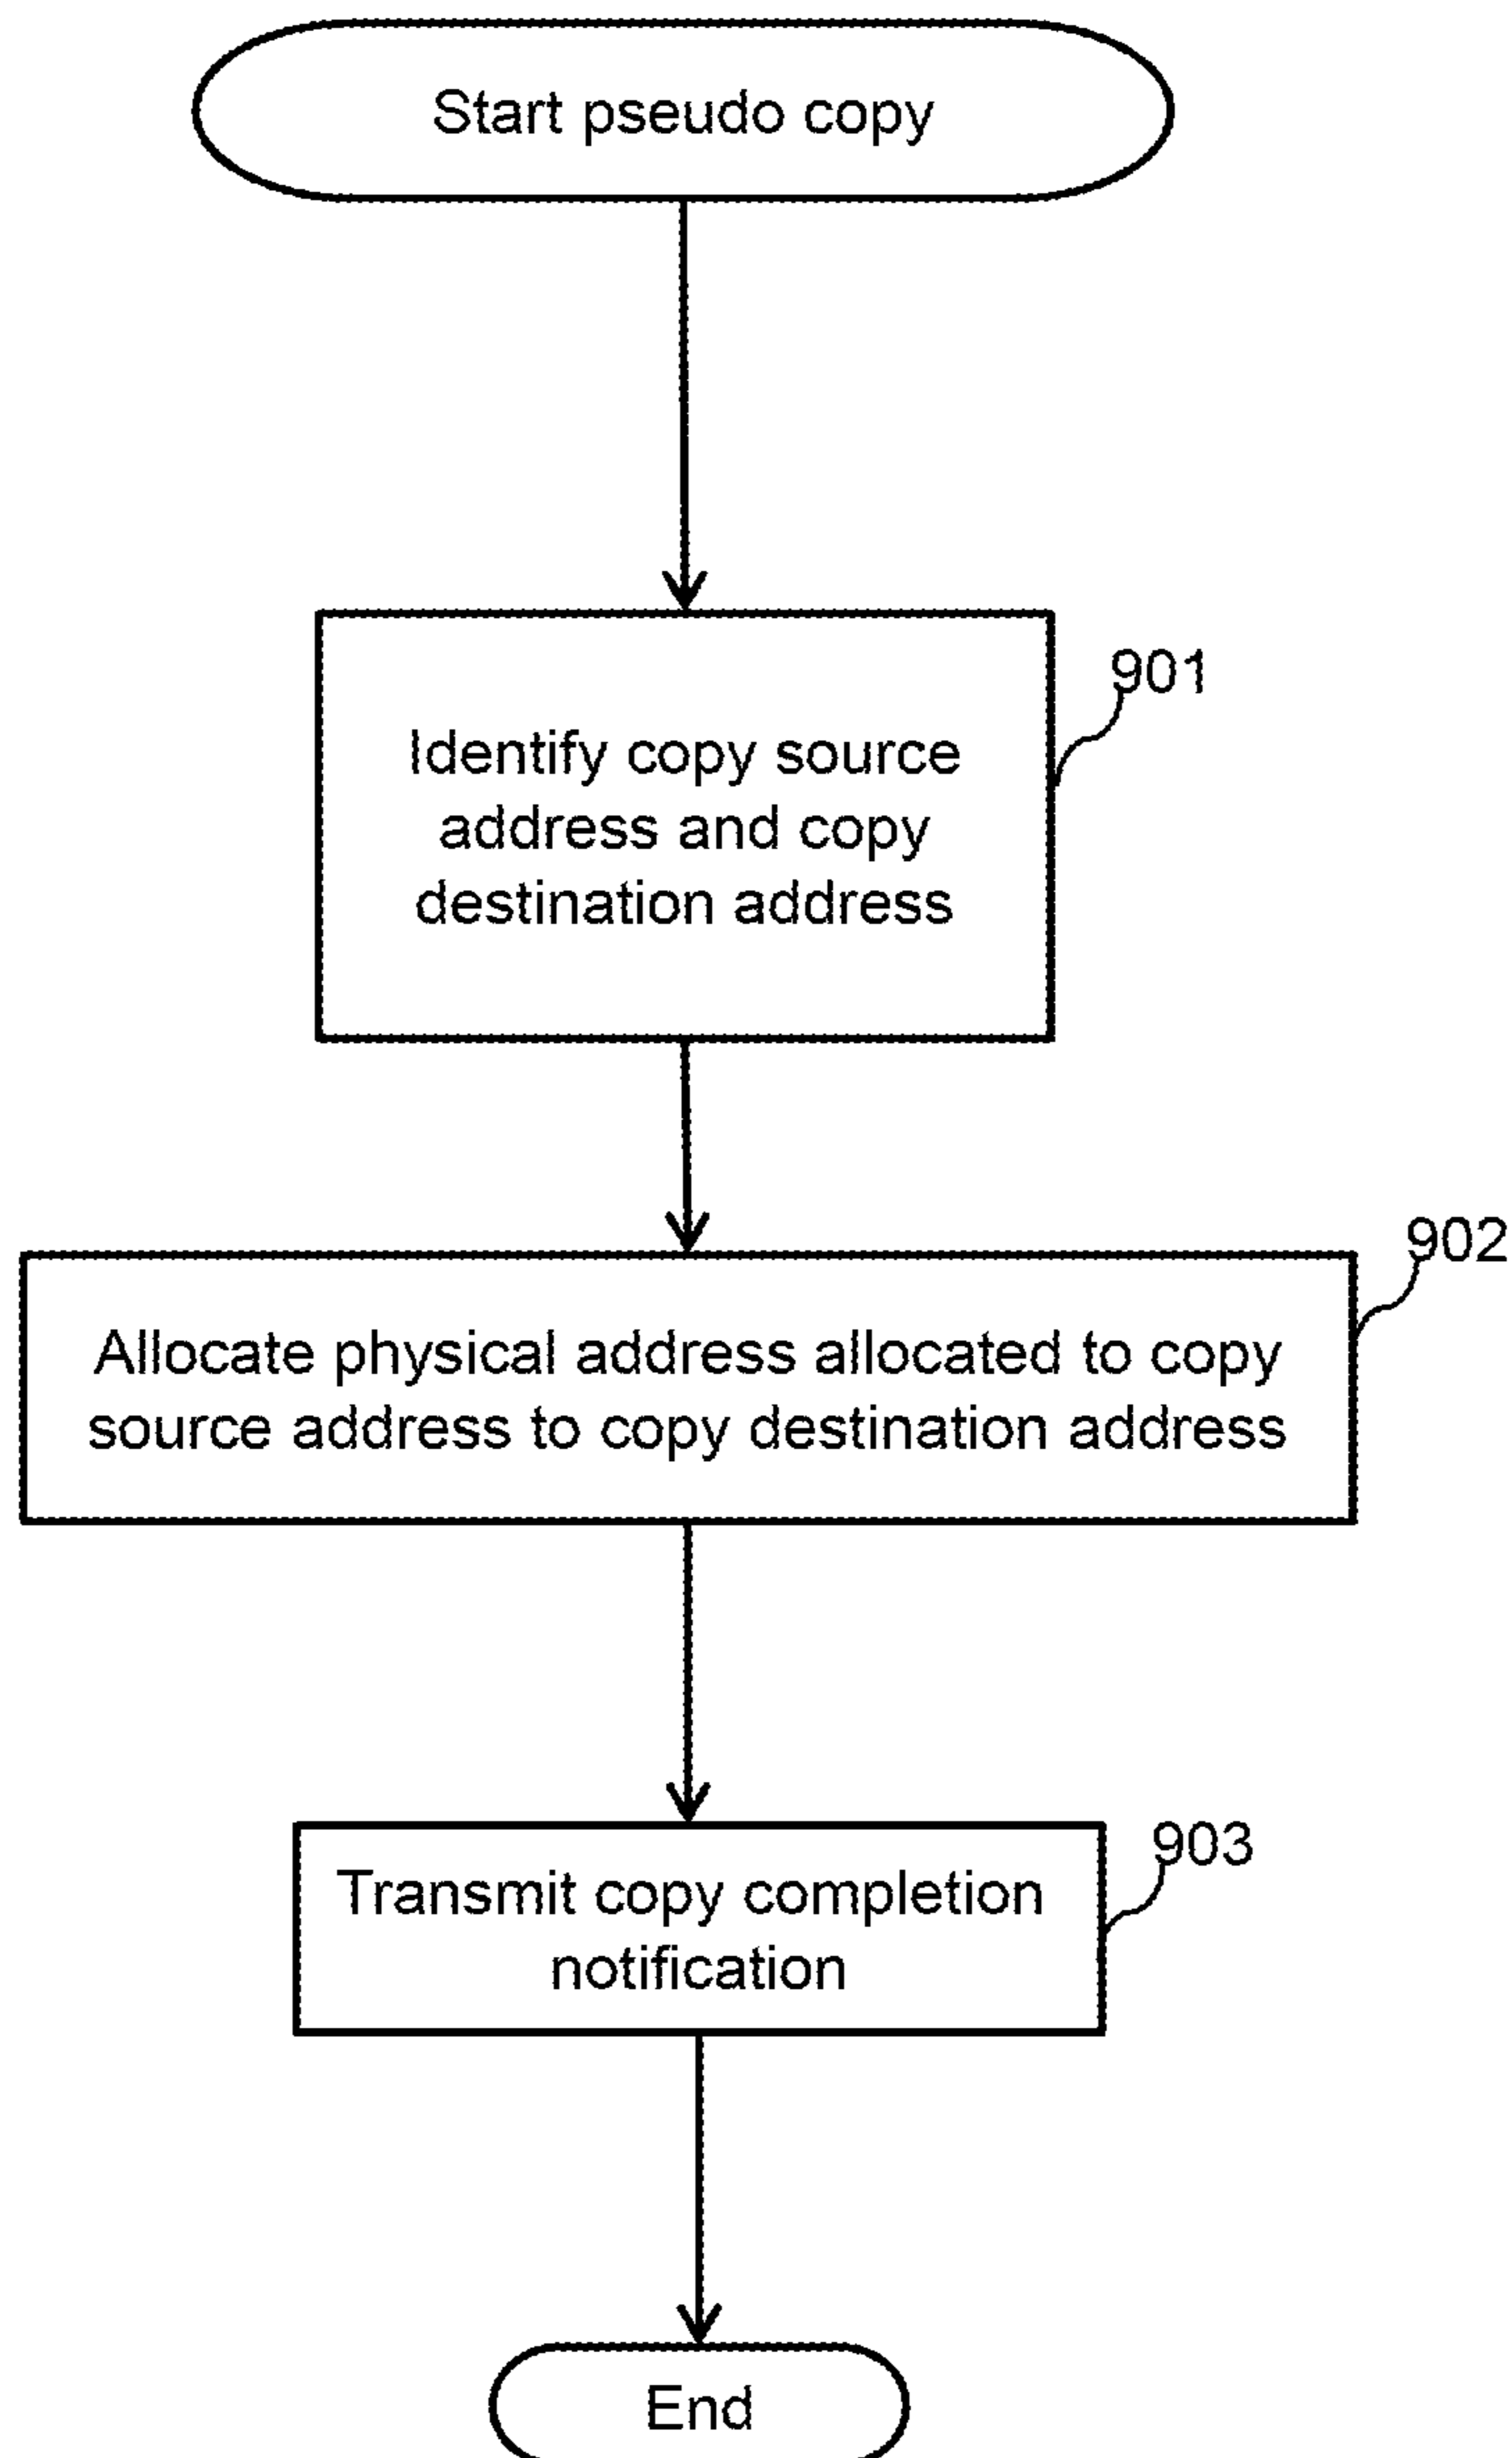 Start pseudo copy
901
Identify copy source
address and copy
destination address
902
Allocate physical address allocated to copy
source address to copy destination address
903
Transmit copy completion
notification
End